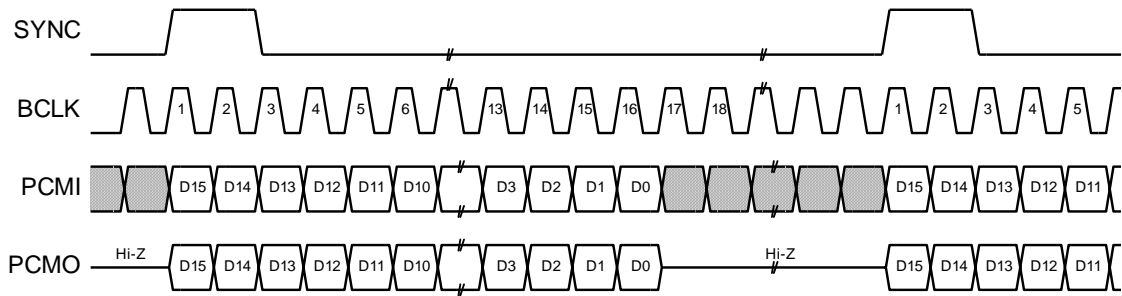 SYNC
BCLK 1 2 3 4 5 6 13 14 15 16 17 18 1 2 3 4 5
PCMI D15 D14 D13 D12 D11 D10 D3 D2 D1 D0 D15 D14 D13 D12 D11
PCMO Hi-Z D15 D14 D13 D12 D11 D10 D3 D2 D1 D0 Hi-Z D15 D14 D13 D12 D11